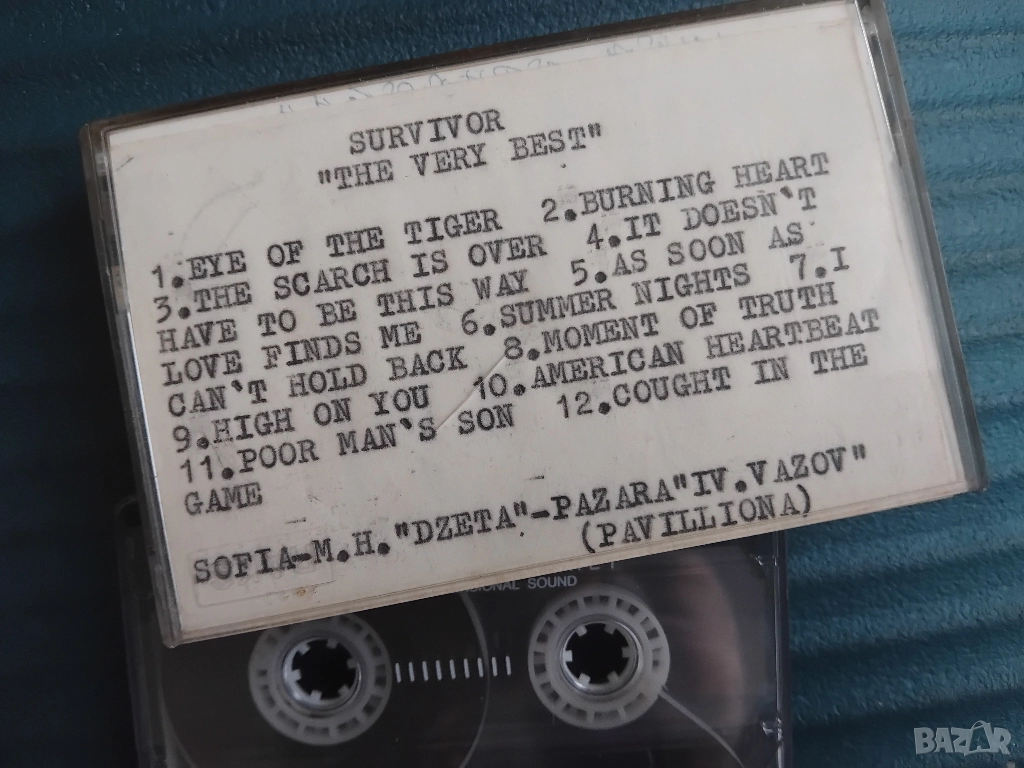 SURVIVOR
"THE VERY BEST"
1.EYE OF THE TIGER 2.BURNING HEART
3.THE SCARCH IS OVER 4.IT DOESN`T
HAVE TO BE THIS WAY 5.AS SOON AS
LOVE FINDS ME 6.SUMMER NIGHTS 7.I
CAN`T HOLD BACK 8.MOMENT OF TRUTH
9.HIGH ON YOU 10.AMERICAN HEARTBEAT
11.POOR MAN`S SON 12.COUGHT IN THE
GAME
SOFIA-M.H."DZETA"-PAZARA"IV.VAZOV"
(PAVILLIONA)
SOUND
BAZAR